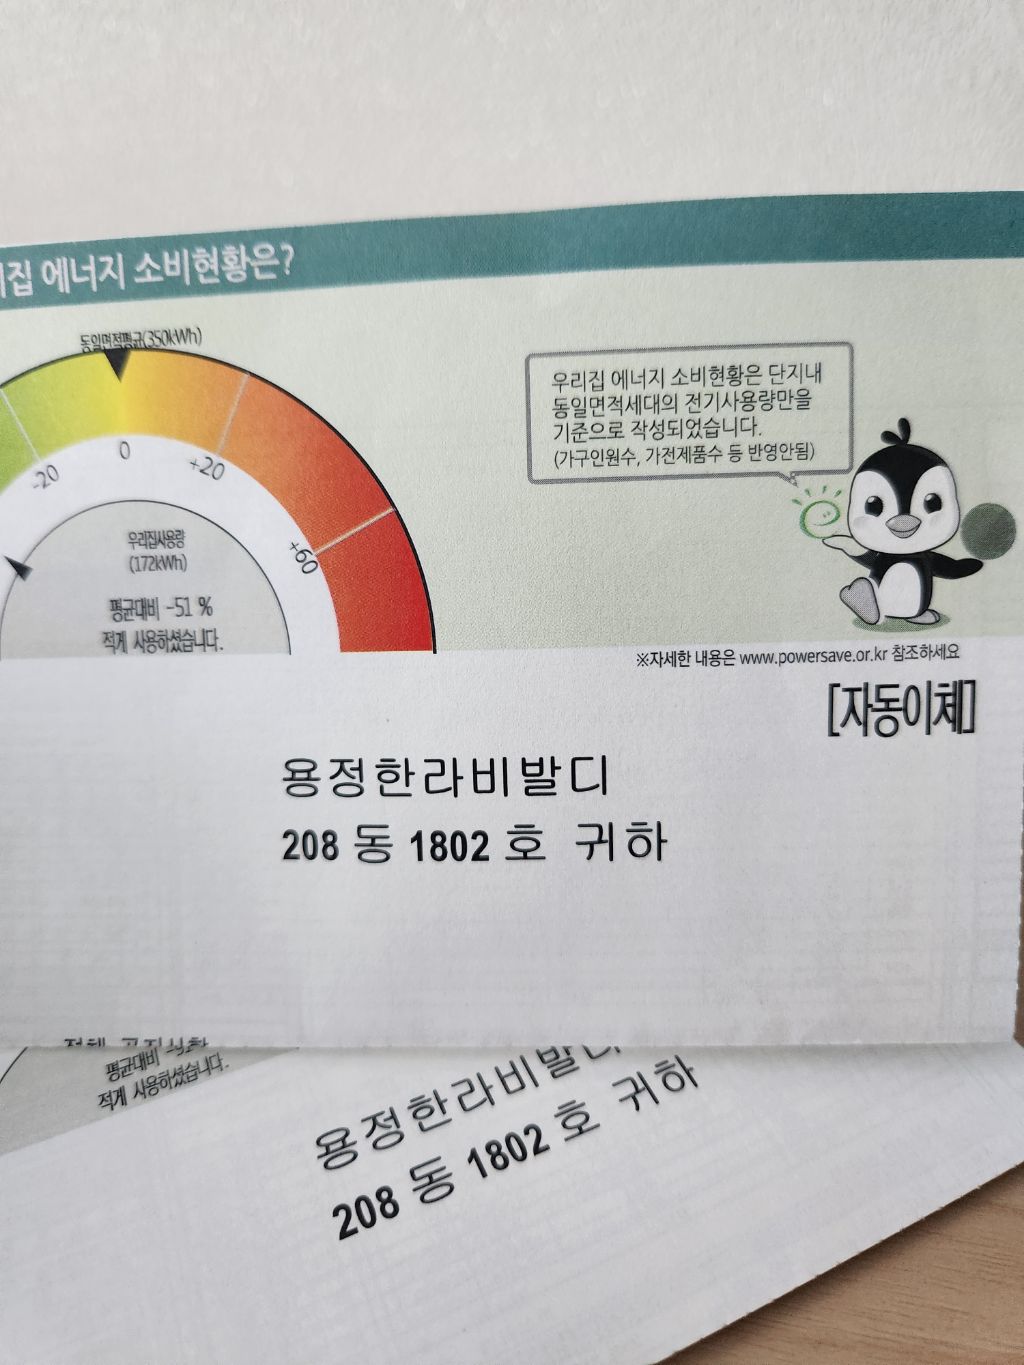 집 에너지 소비현황은?
동일면적평균(350kWh)
-20
0
+20
+60
우리집사용량
(172kWh)
평균대비 -51 %
적게 사용하셨습니다.
우리집 에너지 소비현황은 단지내
동일면적세대의 전기사용량만을
기준으로 작성되었습니다.
(가구인원수, 가전제품수 등 반영안됨)
※자세한 내용은 www.powersave.or.kr 참조하세요
[자동이체]
용정한라비발디
208 동 1802 호 귀하
평균대비
적게 사용하셨습니다.
용정한라비발디
208 동 1802 호 귀하